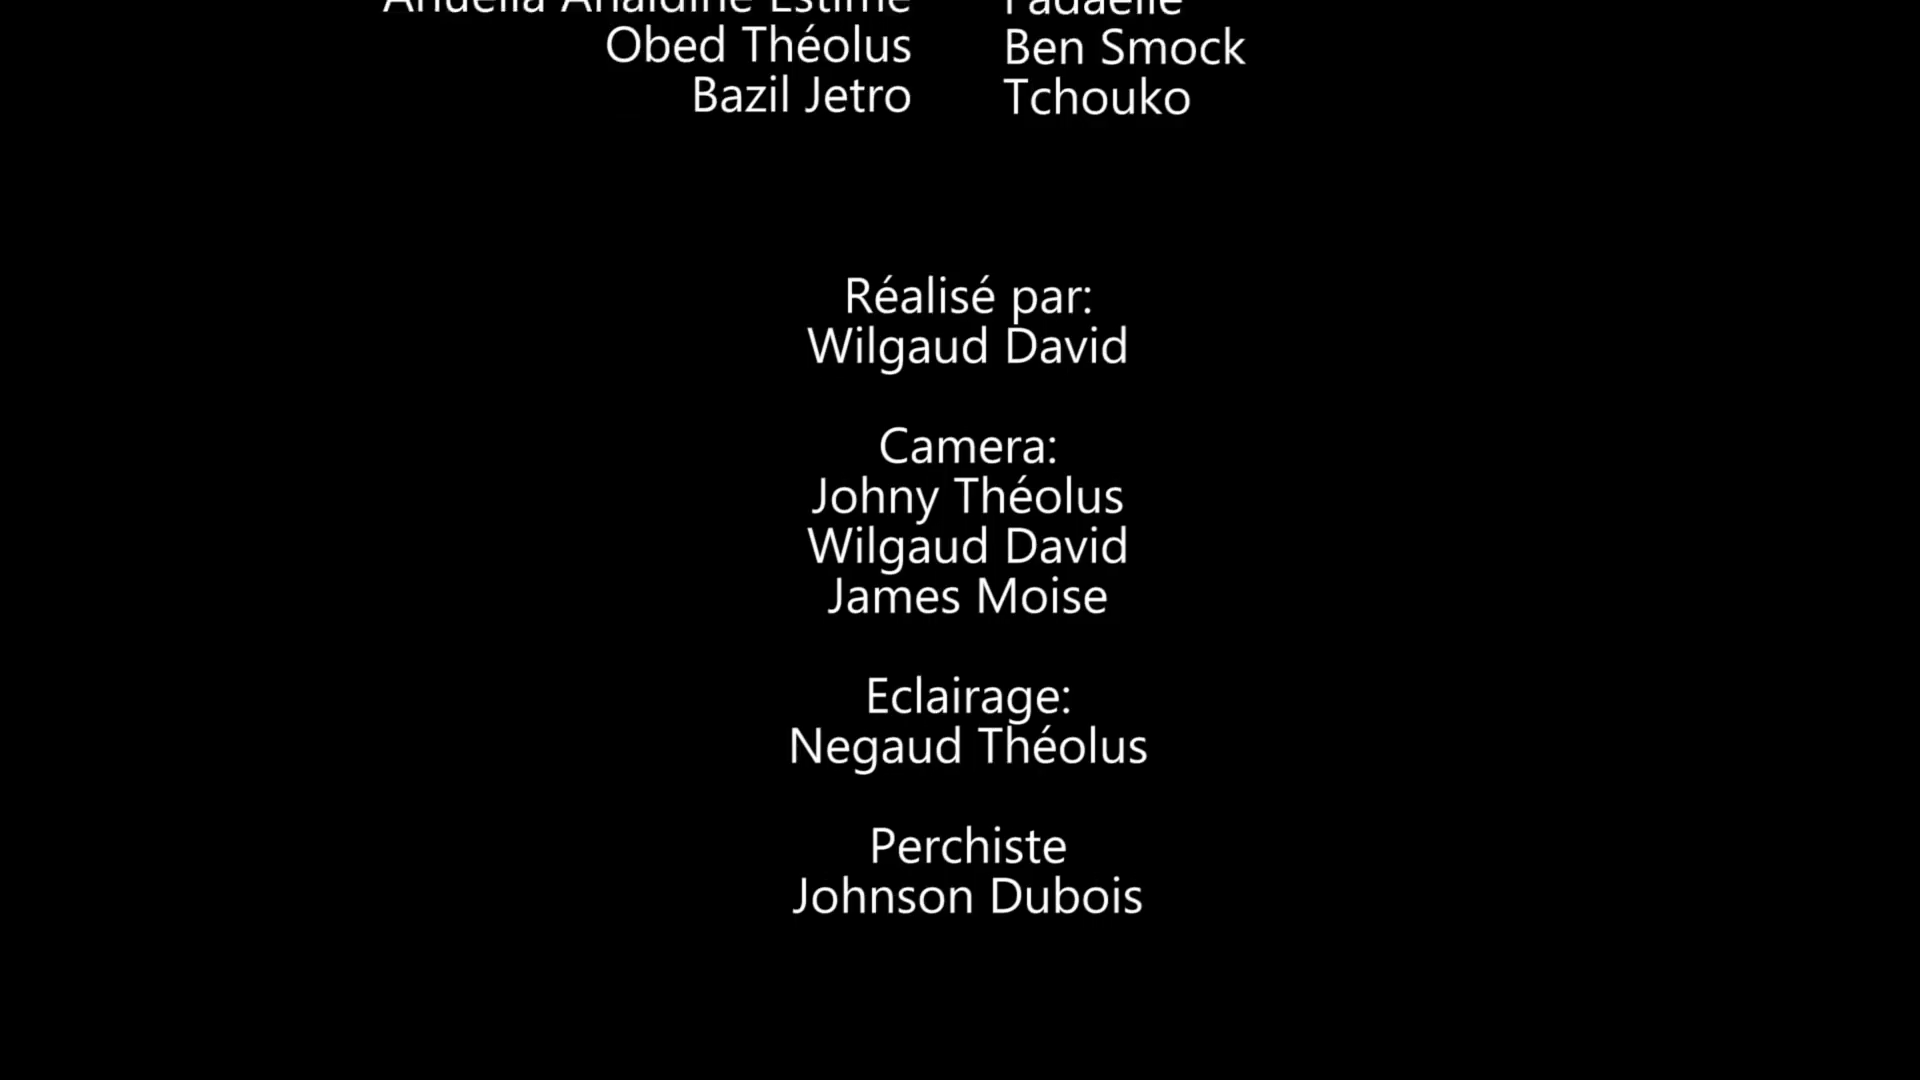 Estime
Obed Théolus Ben Smock
Bazil Jetro Tchouko
Réalisé par:
Wilgaud David
Camera:
Johny Théolus
Wilgaud David
James Moise
Eclairage:
Negaud Théolus
Perchiste
Johnson Dubois